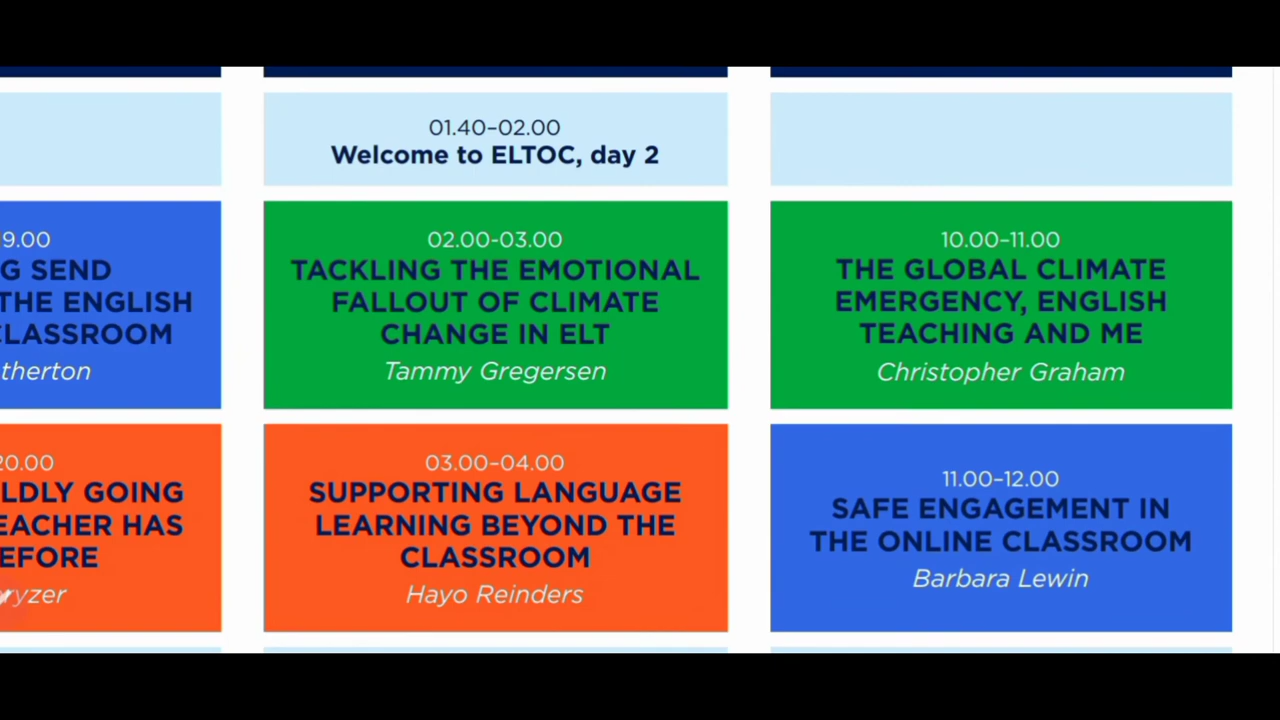 01.40–02.00
Welcome to ELTOC, day 2
9.00
G SEND
THE ENGLISH
CLASSROOM
therton
02.00-03.00
TACKLING THE EMOTIONAL
FALLOUT OF CLIMATE
CHANGE IN ELT
Tammy Gregersen
10.00–11.00
THE GLOBAL CLIMATE
EMERGENCY, ENGLISH
TEACHING AND ME
Christopher Graham
20.00
LDLY GOING
EACHER HAS
EFORE
ryzer
03.00–04.00
SUPPORTING LANGUAGE
LEARNING BEYOND THE
CLASSROOM
Hayo Reinders
11.00–12.00
SAFE ENGAGEMENT IN
THE ONLINE CLASSROOM
Barbara Lewin